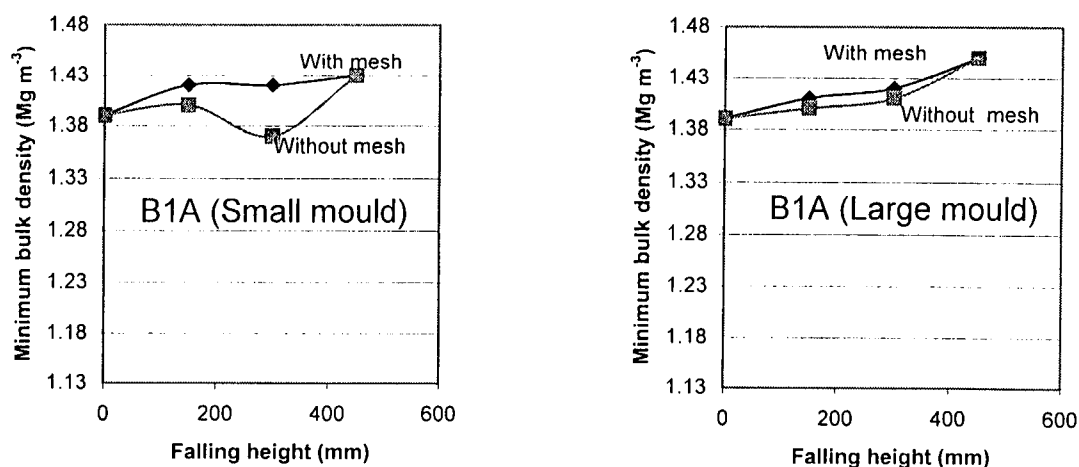 Minimum bulk density (Mg m⁻³)
1.48
1.43
1.38
1.33
1.28
1.23
1.18
1.13
With mesh
Without mesh
B1A (Small mould)
0
200
400
600
Falling height (mm)
Minimum bulk density (Mg m⁻³)
1.48
1.43
1.38
1.33
1.28
1.23
1.18
1.13
With mesh
Without mesh
B1A (Large mould)
0
200
400
600
Falling height (mm)